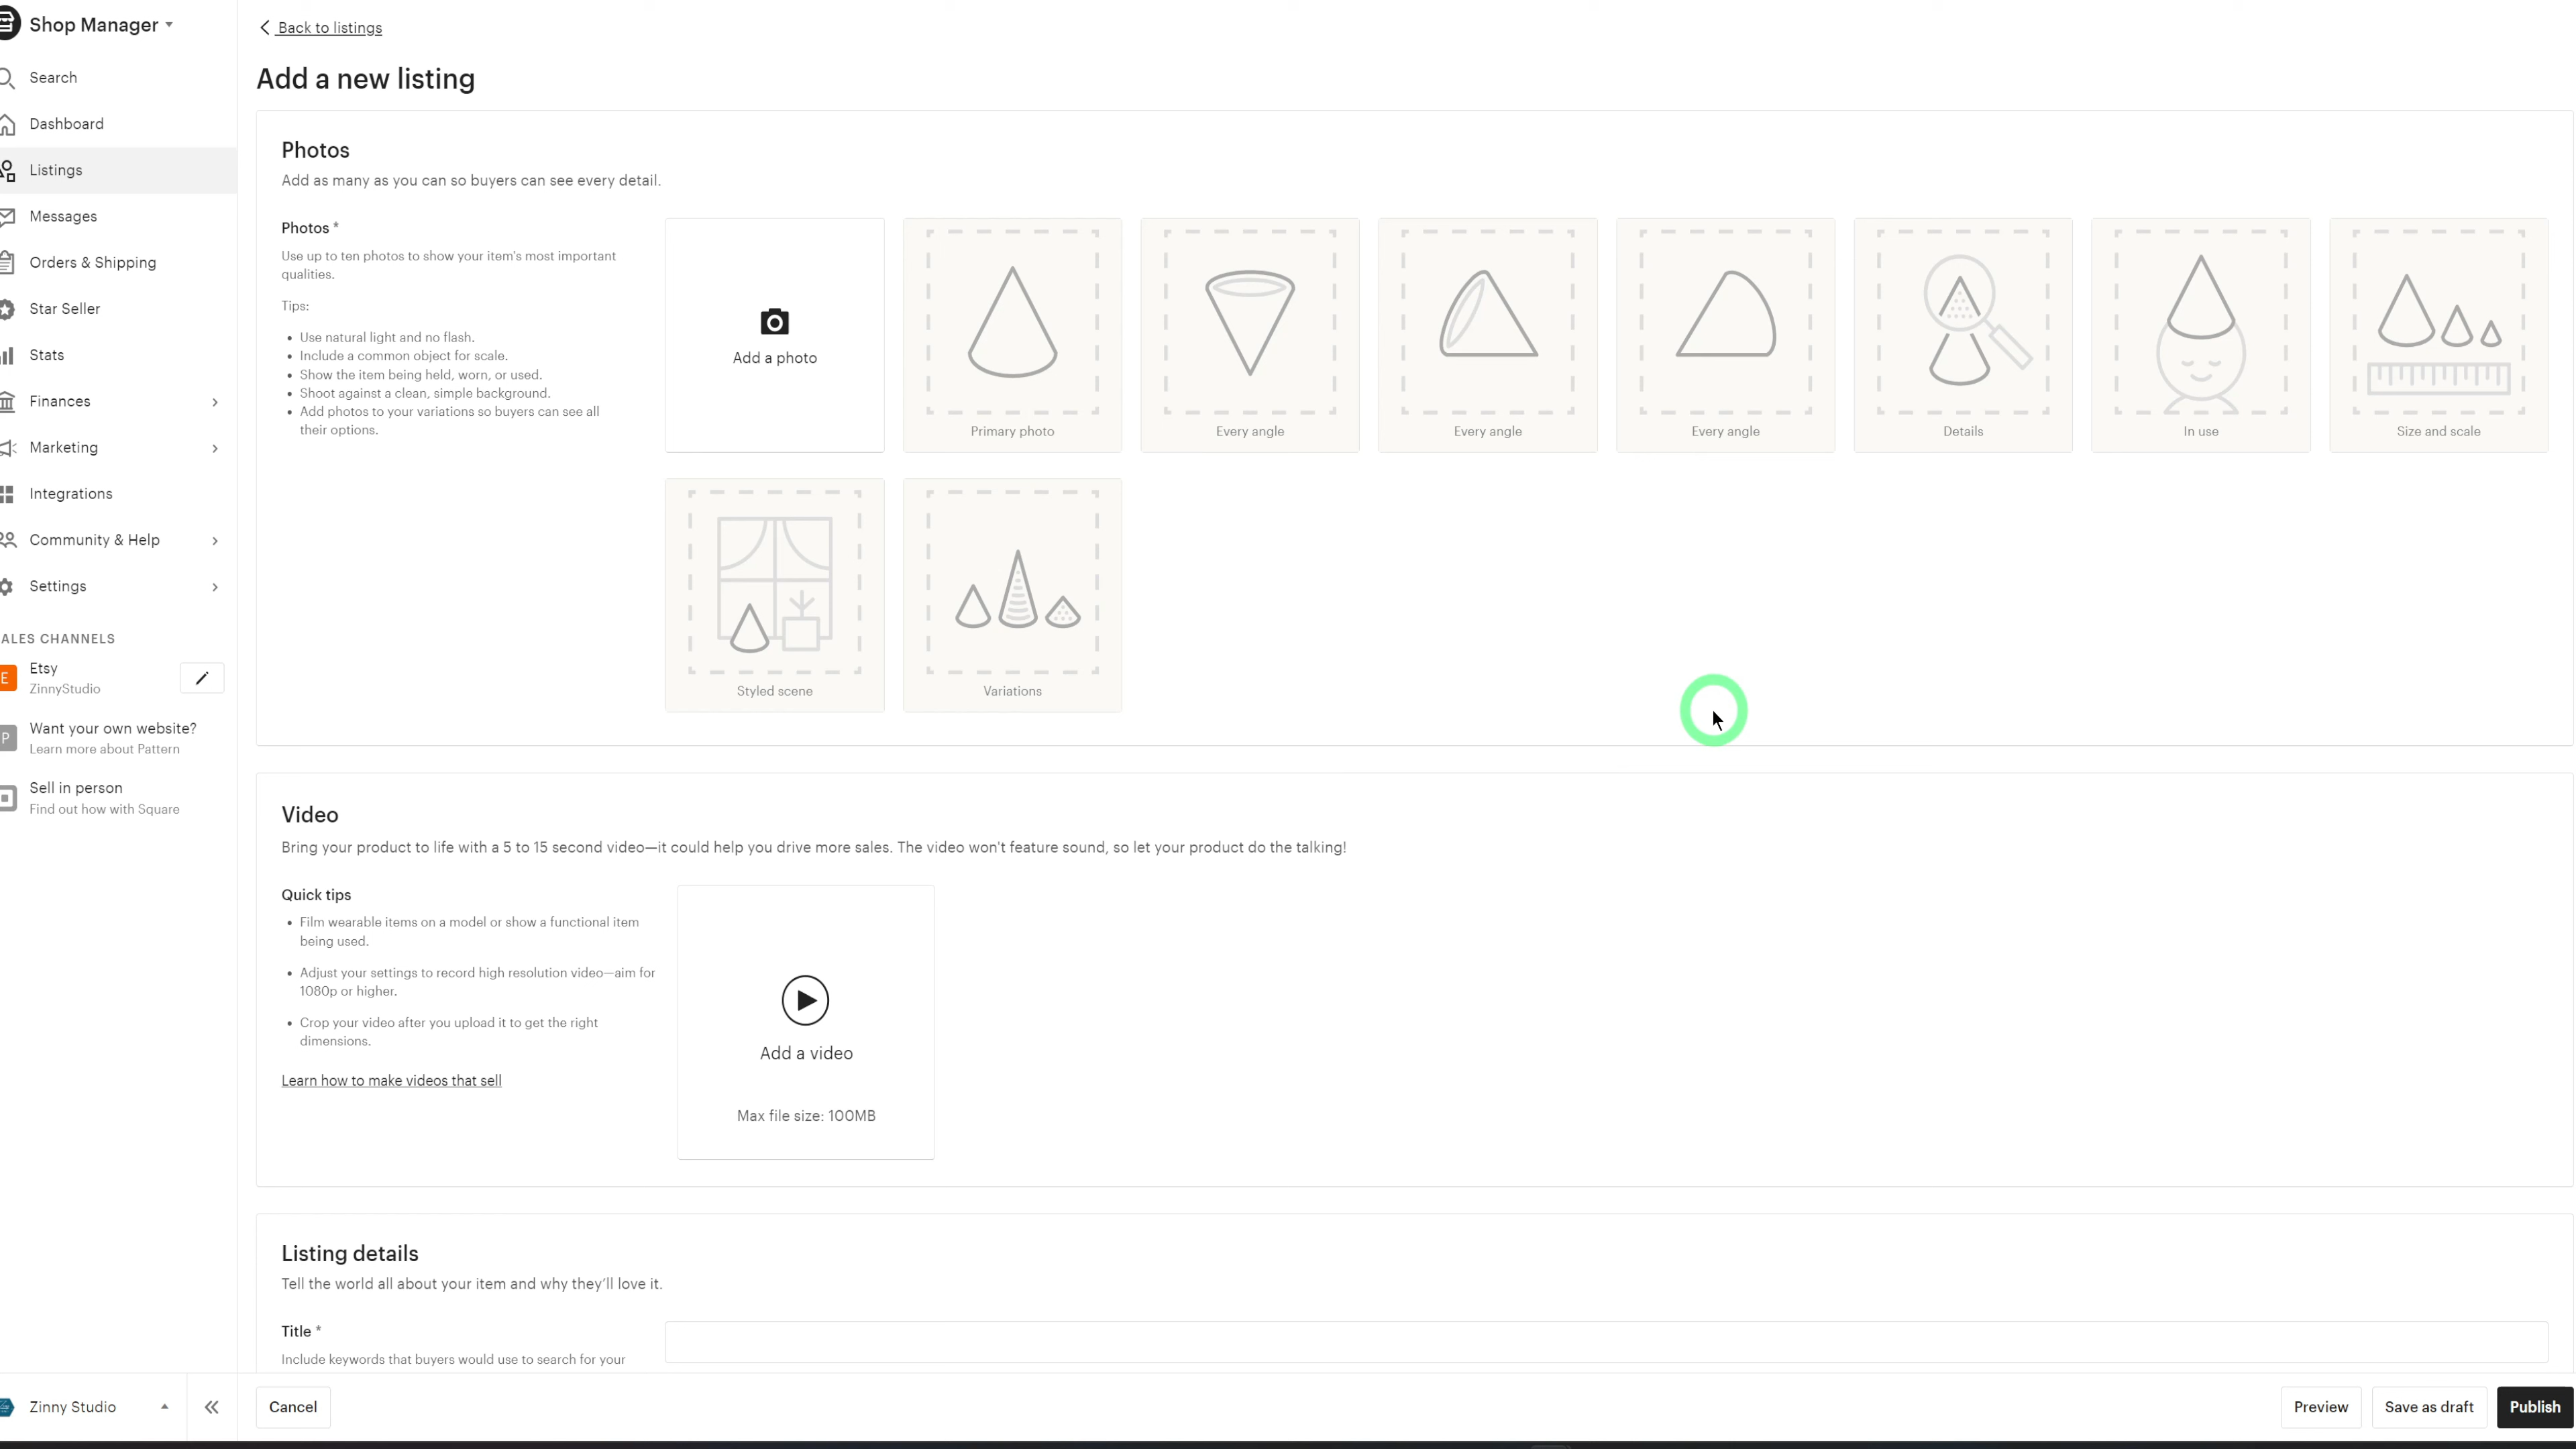 Shop Manager
Search
Dashboard
Listings
Messages
Orders & Shipping
Star Seller
Stats
Finances
Marketing
Integrations
Community & Help
Settings
ALES CHANNELS
E
Etsy
ZinnyStudio
P
Want your own website?
Learn more about Pattern
Sell in person
Find out how with Square
Zinny Studio
Back to listings
Add a new listing
Photos
Add as many as you can so buyers can see every detail.
Photos *
Use up to ten photos to show your item's most important
qualities.
Tips:
• Use natural light and no flash.
• Include a common object for scale.
• Show the item being held, worn, or used.
• Shoot against a clean, simple background.
• Add photos to your variations so buyers can see all
their options.
Add a photo
Primary photo
Every angle
Every angle
Every angle
Details
In use
Size and scale
Styled scene
Variations
Video
Bring your product to life with a 5 to 15 second video—it could help you drive more sales. The video won't feature sound, so let your product do the talking!
Quick tips
• Film wearable items on a model or show a functional item
being used.
• Adjust your settings to record high resolution video—aim for
1080p or higher.
• Crop your video after you upload it to get the right
dimensions.
Learn how to make videos that sell
Add a video
Max file size: 100MB
Listing details
Tell the world all about your item and why they'll love it.
Title *
Include keywords that buyers would use to search for your
Cancel
Preview
Save as draft
Publish